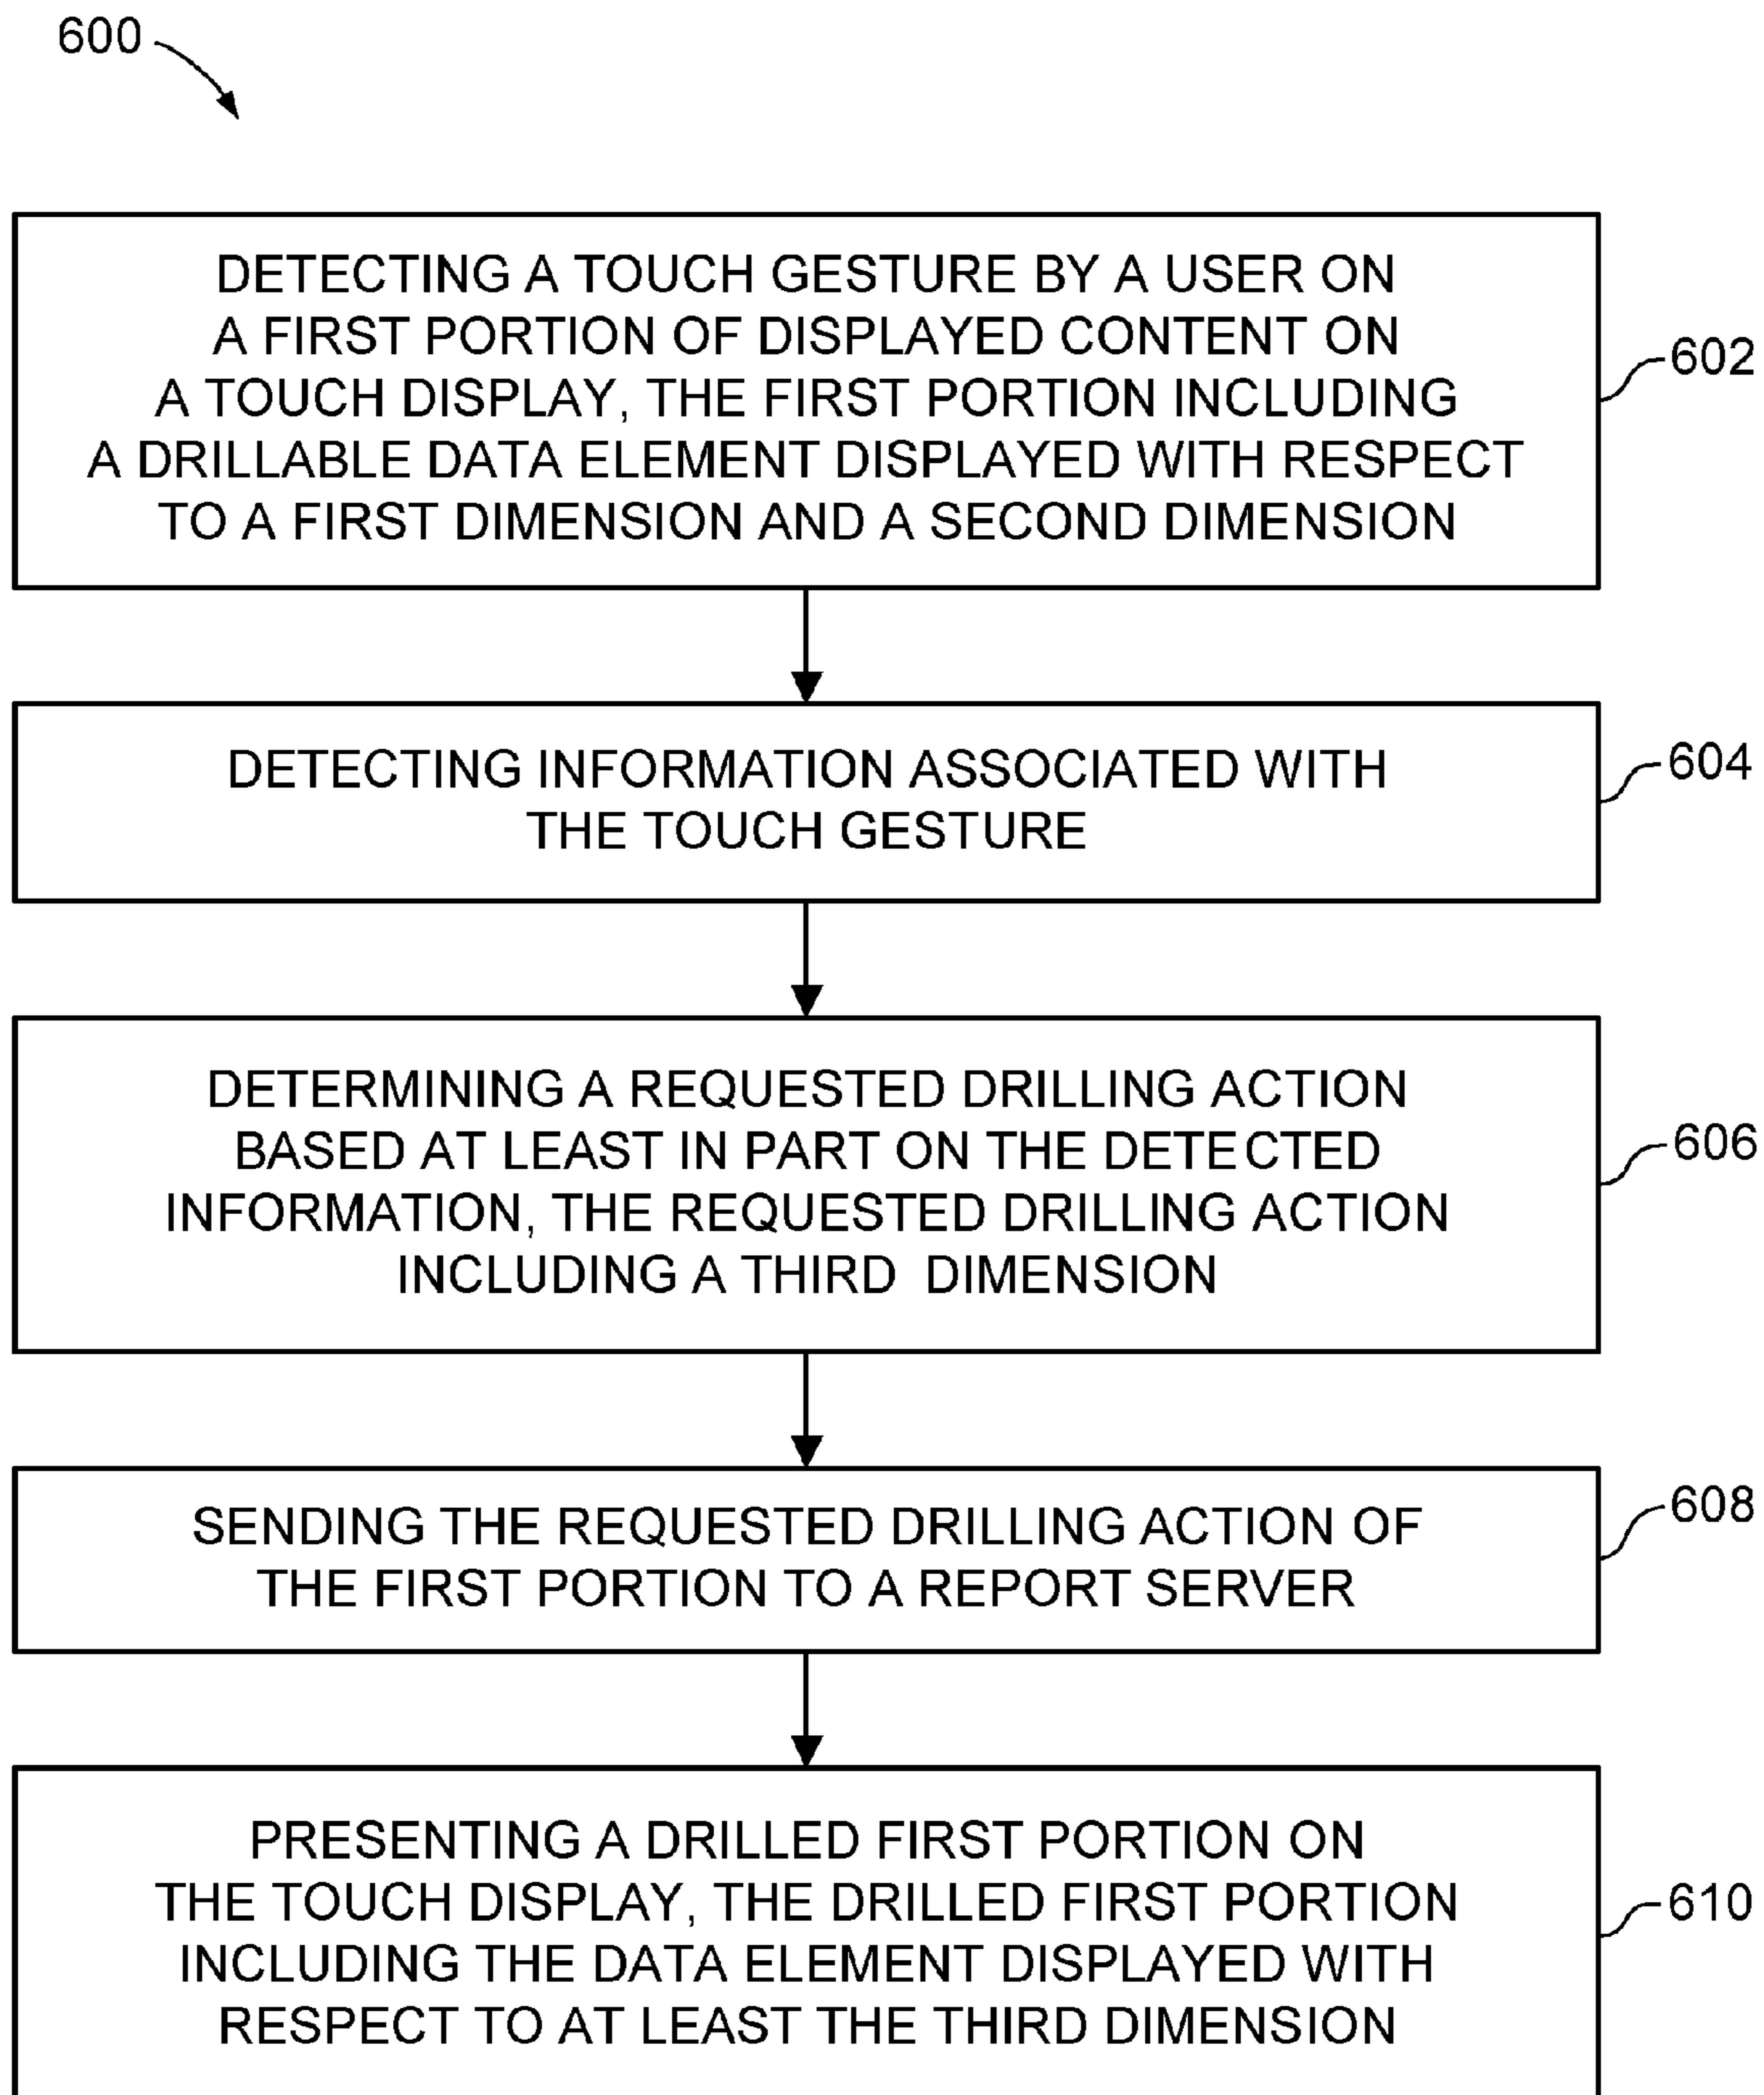 600
DETECTING A TOUCH GESTURE BY A USER ON
A FIRST PORTION OF DISPLAYED CONTENT ON
A TOUCH DISPLAY, THE FIRST PORTION INCLUDING
A DRILLABLE DATA ELEMENT DISPLAYED WITH RESPECT
TO A FIRST DIMENSION AND A SECOND DIMENSION
602
DETECTING INFORMATION ASSOCIATED WITH
THE TOUCH GESTURE
604
DETERMINING A REQUESTED DRILLING ACTION
BASED AT LEAST IN PART ON THE DETECTED
INFORMATION, THE REQUESTED DRILLING ACTION
INCLUDING A THIRD DIMENSION
606
SENDING THE REQUESTED DRILLING ACTION OF
THE FIRST PORTION TO A REPORT SERVER
608
PRESENTING A DRILLED FIRST PORTION ON
THE TOUCH DISPLAY, THE DRILLED FIRST PORTION
INCLUDING THE DATA ELEMENT DISPLAYED WITH
RESPECT TO AT LEAST THE THIRD DIMENSION
610